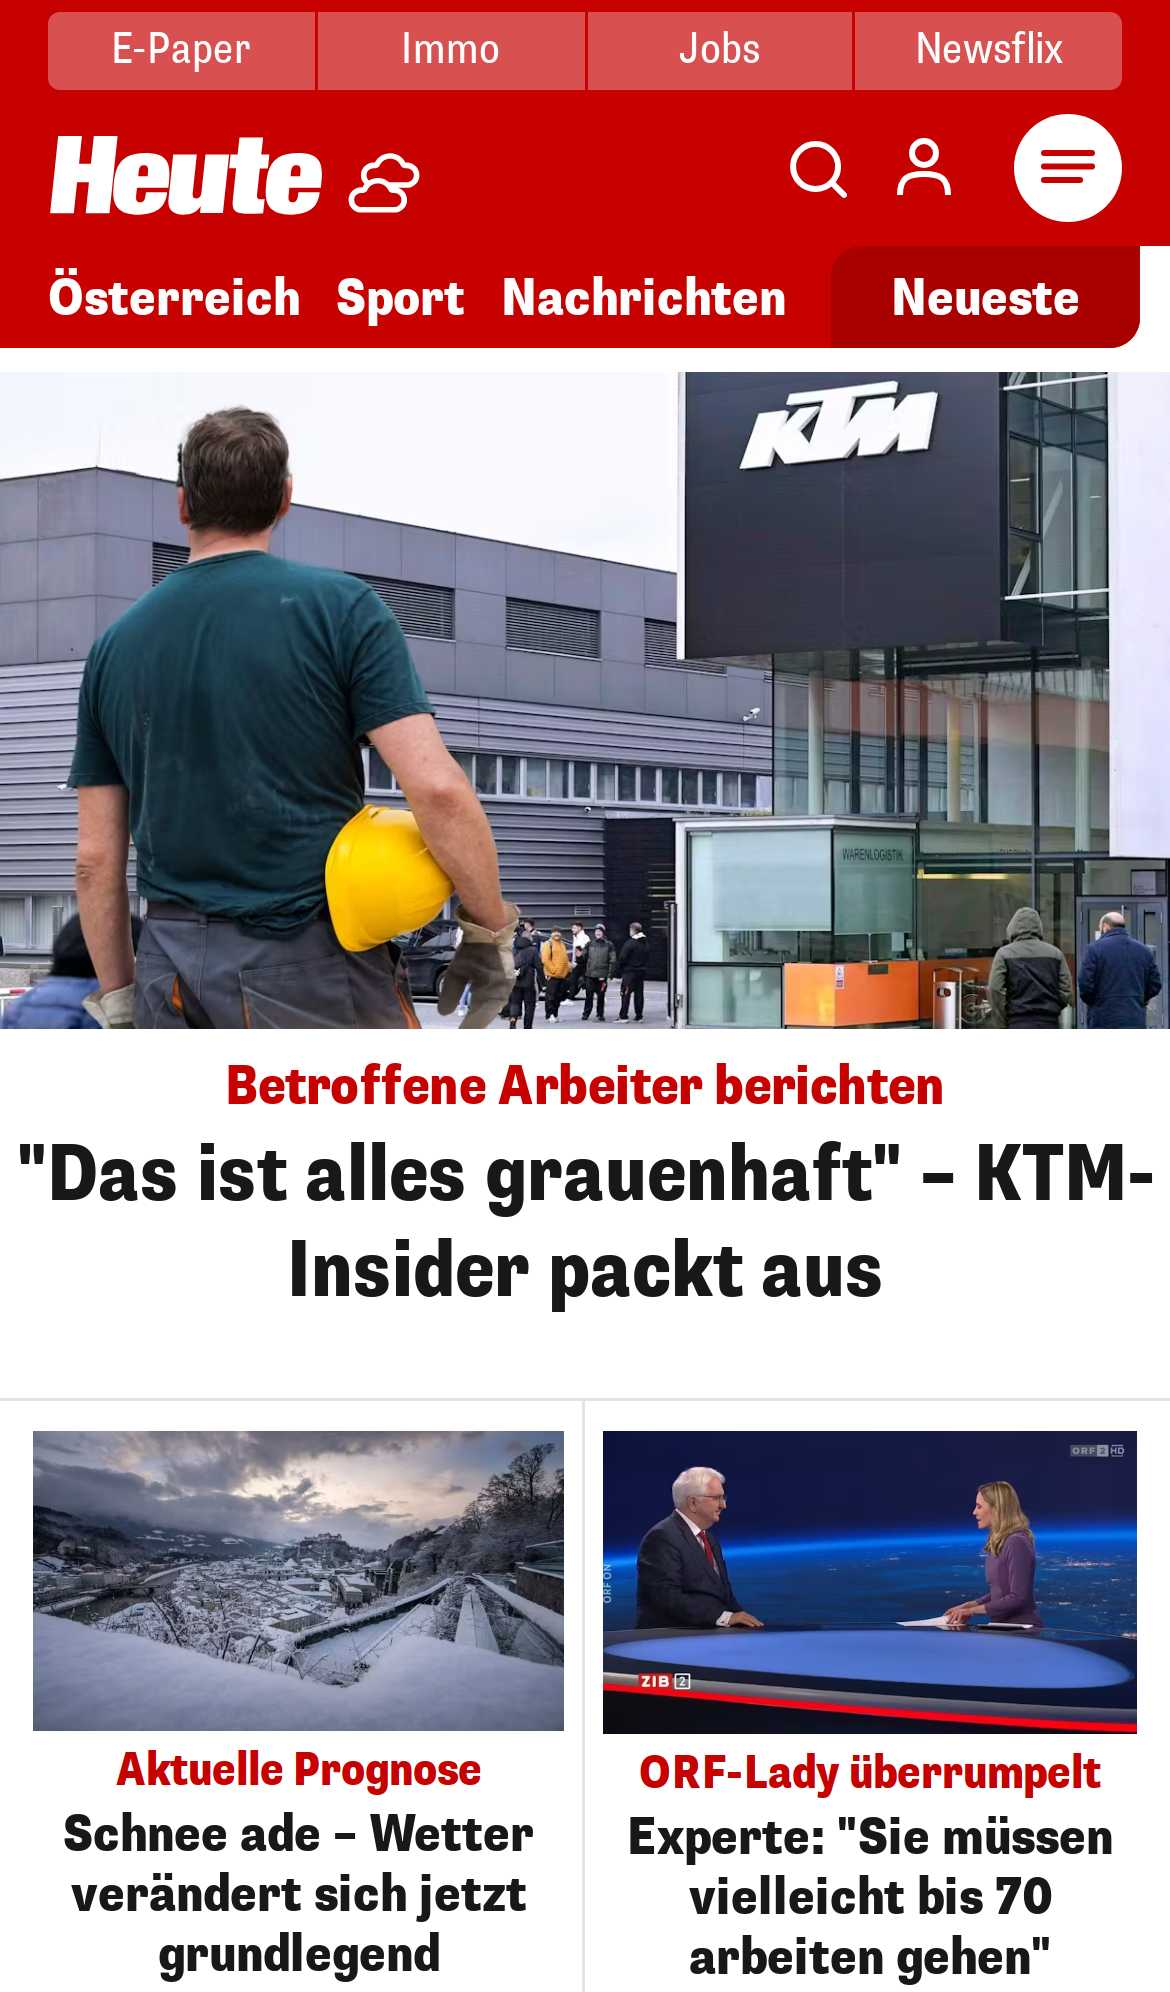 E-Paper
Immo
Jobs
Newsflix
Heute
Österreich
Sport
Nachrichten
Neueste
KTM
WARENLOGISTIK
Betroffene Arbeiter berichten
"Das ist alles grauenhaft" – KTM-
Insider packt aus
Aktuelle Prognose
Schnee ade – Wetter
verändert sich jetzt
grundlegend
ORF 2 HD
ORF ON
ZIB 2
ORF-Lady überrumpelt
Experte: "Sie müssen
vielleicht bis 70
arbeiten gehen"